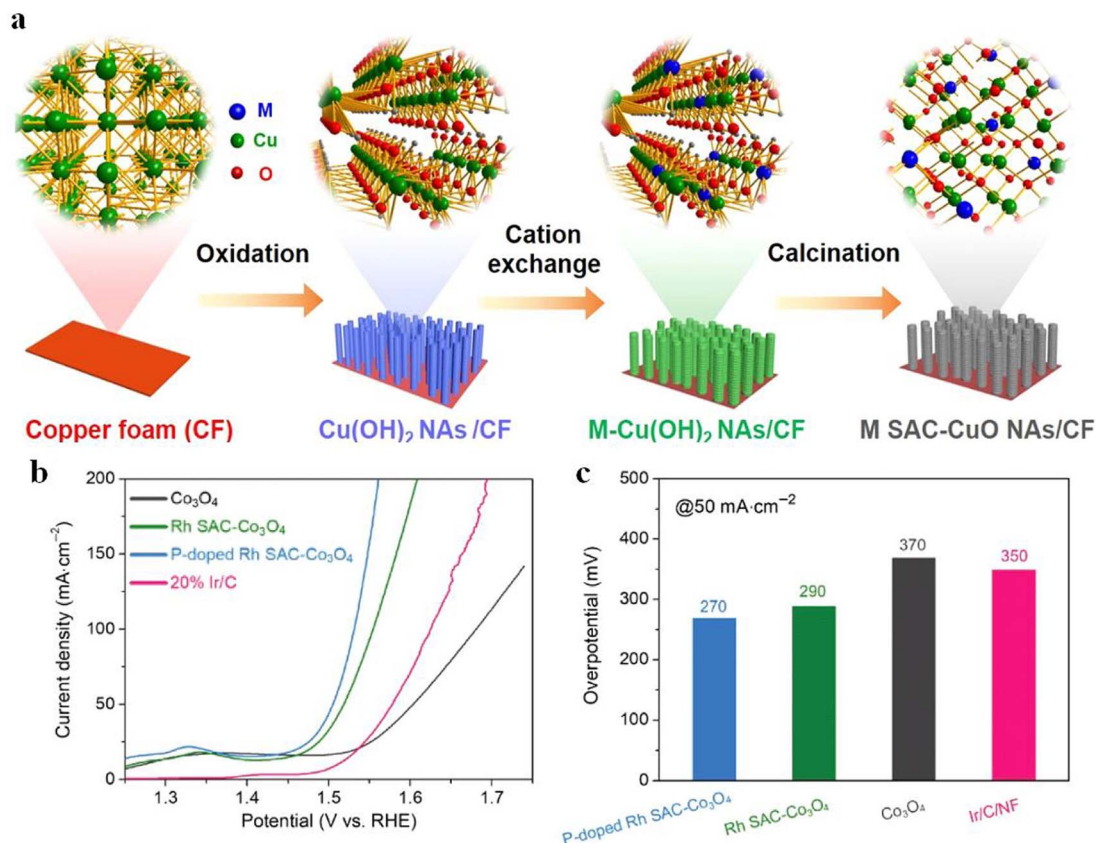 a
M
Cu
O
Oxidation
Cation
exchange
Calcination
Copper foam (CF)
Cu(OH)₂ NAs /CF
M-Cu(OH)₂ NAs/CF
M SAC-CuO NAs/CF
b
200
150
100
50
25
0
Current density (mA·cm⁻²)
Co₃O₄
Rh SAC-Co₃O₄
P-doped Rh SAC-Co₃O₄
20% Ir/C
1.3
1.4
1.5
1.6
1.7
Potential (V vs. RHE)
c
500
400
300
200
100
0
Overpotential (mV)
@50 mA·cm⁻²
270
290
370
350
P-doped Rh SAC-Co₃O₄
Rh SAC-Co₃O₄
Co₃O₄
Ir/C/NF